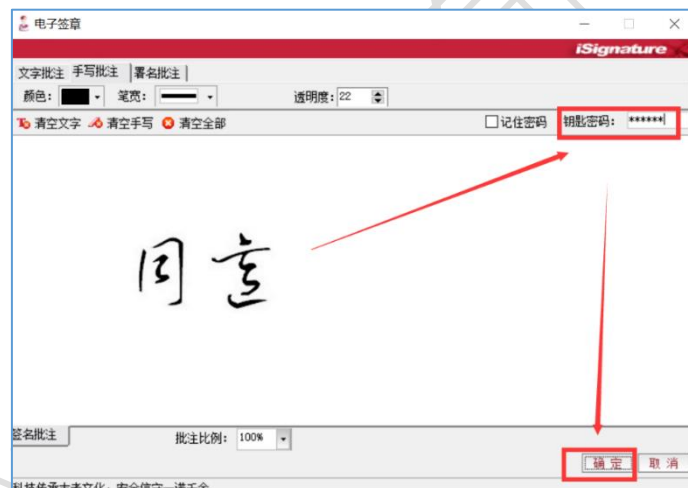 电子签章
iSignature
文字批注 手写批注 署名批注
颜色： 笔宽： 透明度：22
清空文字 清空手写 清空全部 记住密码 钥匙密码： ******
同意
签名批注 批注比例： 100%
确定 取消